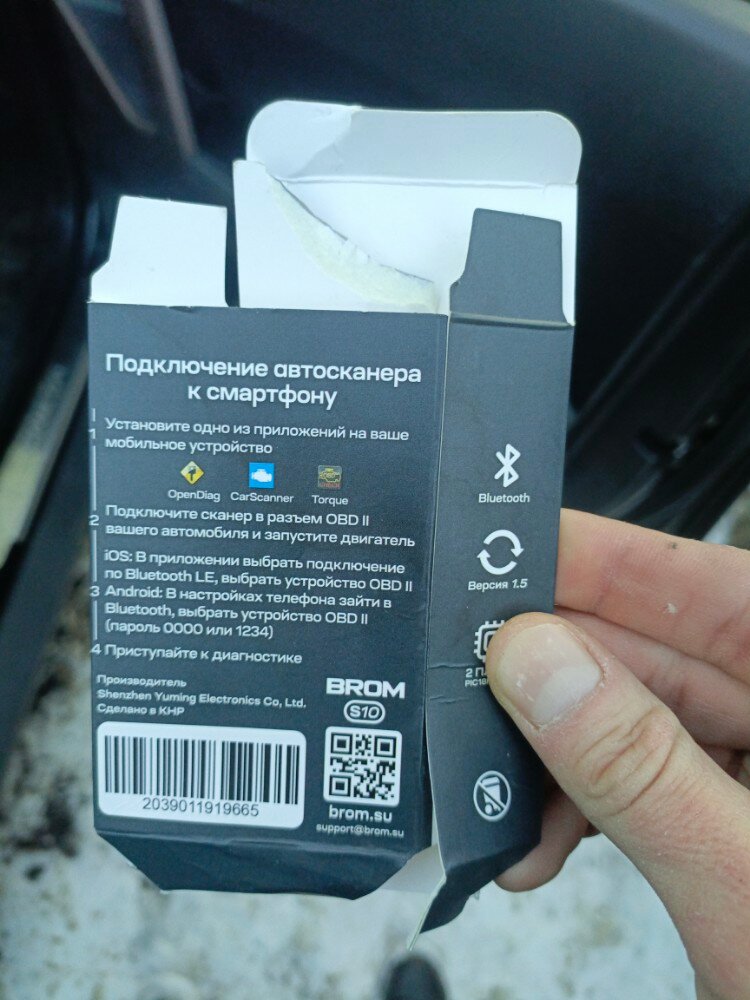 Подключение автосканера
к смартфону
1 Установите одно из приложений на ваше
мобильное устройство
OpenDiag CarScanner Torque
2 Подключите сканер в разъем OBD II
вашего автомобиля и запустите двигатель
iOS: В приложении выбрать подключение
по Bluetooth LE, выбрать устройство OBD II
3 Android: В настройках телефона зайти в
Bluetooth, выбрать устройство OBD II
(пароль 0000 или 1234)
4 Приступайте к диагностике
Производитель
Shenzhen Yuming Electronics Co, Ltd.
Сделано в КНР
2039011919665
BROM
S10
brom.su
support@brom.su
Bluetooth
Версия 1.5
2